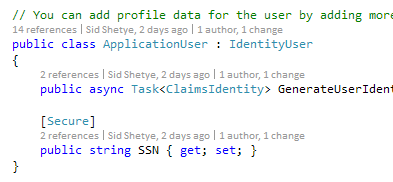 // You can add profile data for the user by adding more
14 references | Sid Shetye, 2 days ago | 1 author, 1 change
public class ApplicationUser : IdentityUser
{
2 references | Sid Shetye, 2 days ago | 1 author, 1 change
public async Task<ClaimsIdentity> GenerateUserIdent
[Secure]
2 references | Sid Shetye, 2 days ago | 1 author, 1 change
public string SSN { get; set; }
}